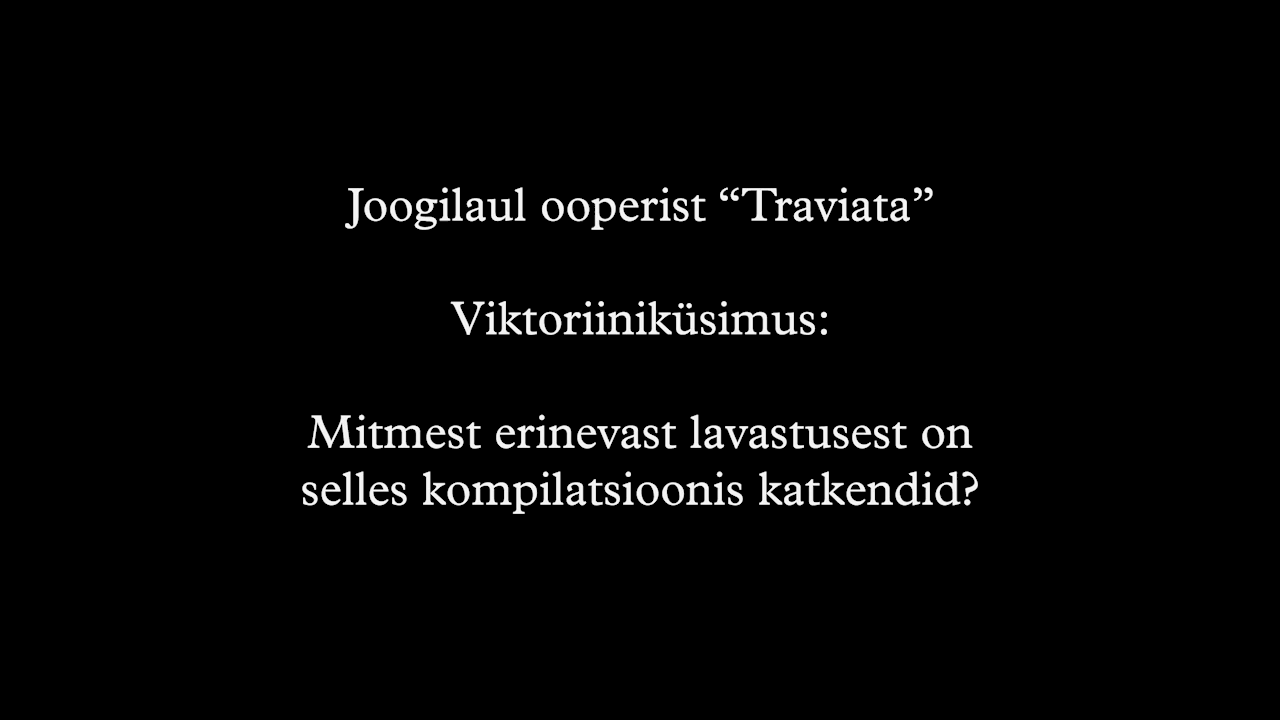 Joogilaul ooperist “Traviata”
Viktoriiniküsimus:
Mitmest erinevast lavastusest on
selles kompilatsioonis katkendid?